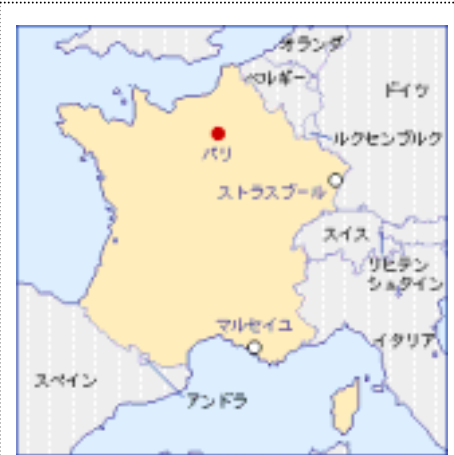 オランダ
ベルギー
ドイツ
ルクセンブルク
パリ
ストラスブール
スイス
リヒテン
シュタイン
マルセイユ
イタリア
スペイン
アンドラ